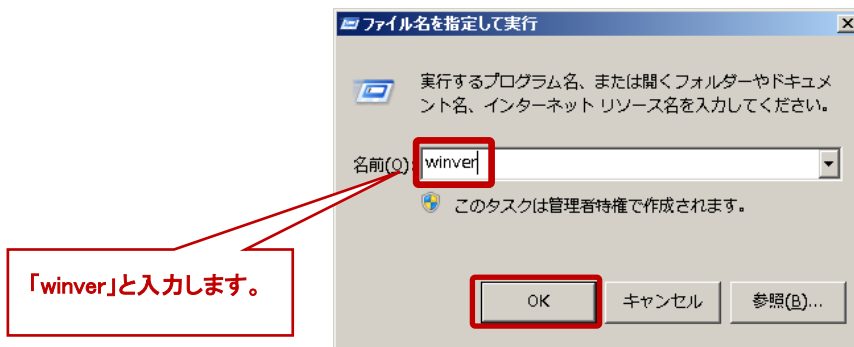 ファイル名を指定して実行
実行するプログラム名、または開くフォルダーやドキュメ
ント名、インターネット リソース名を入力してください。
名前(O): winver
このタスクは管理者特権で作成されます。
「winver」と入力します。
OK キャンセル 参照(B)...